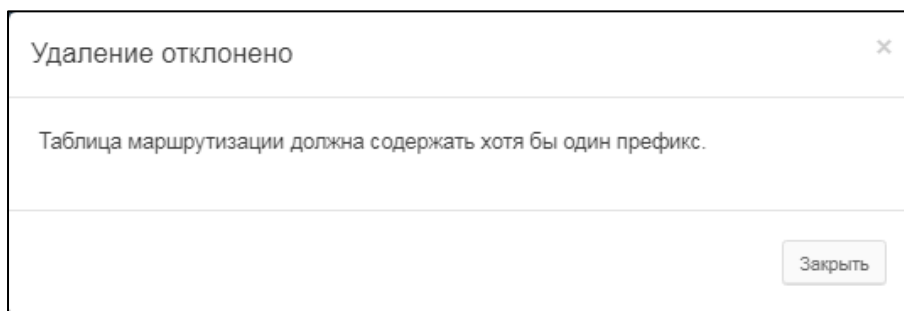 Удаление отклонено
×
Таблица маршрутизации должна содержать хотя бы один префикс.
Закрыть